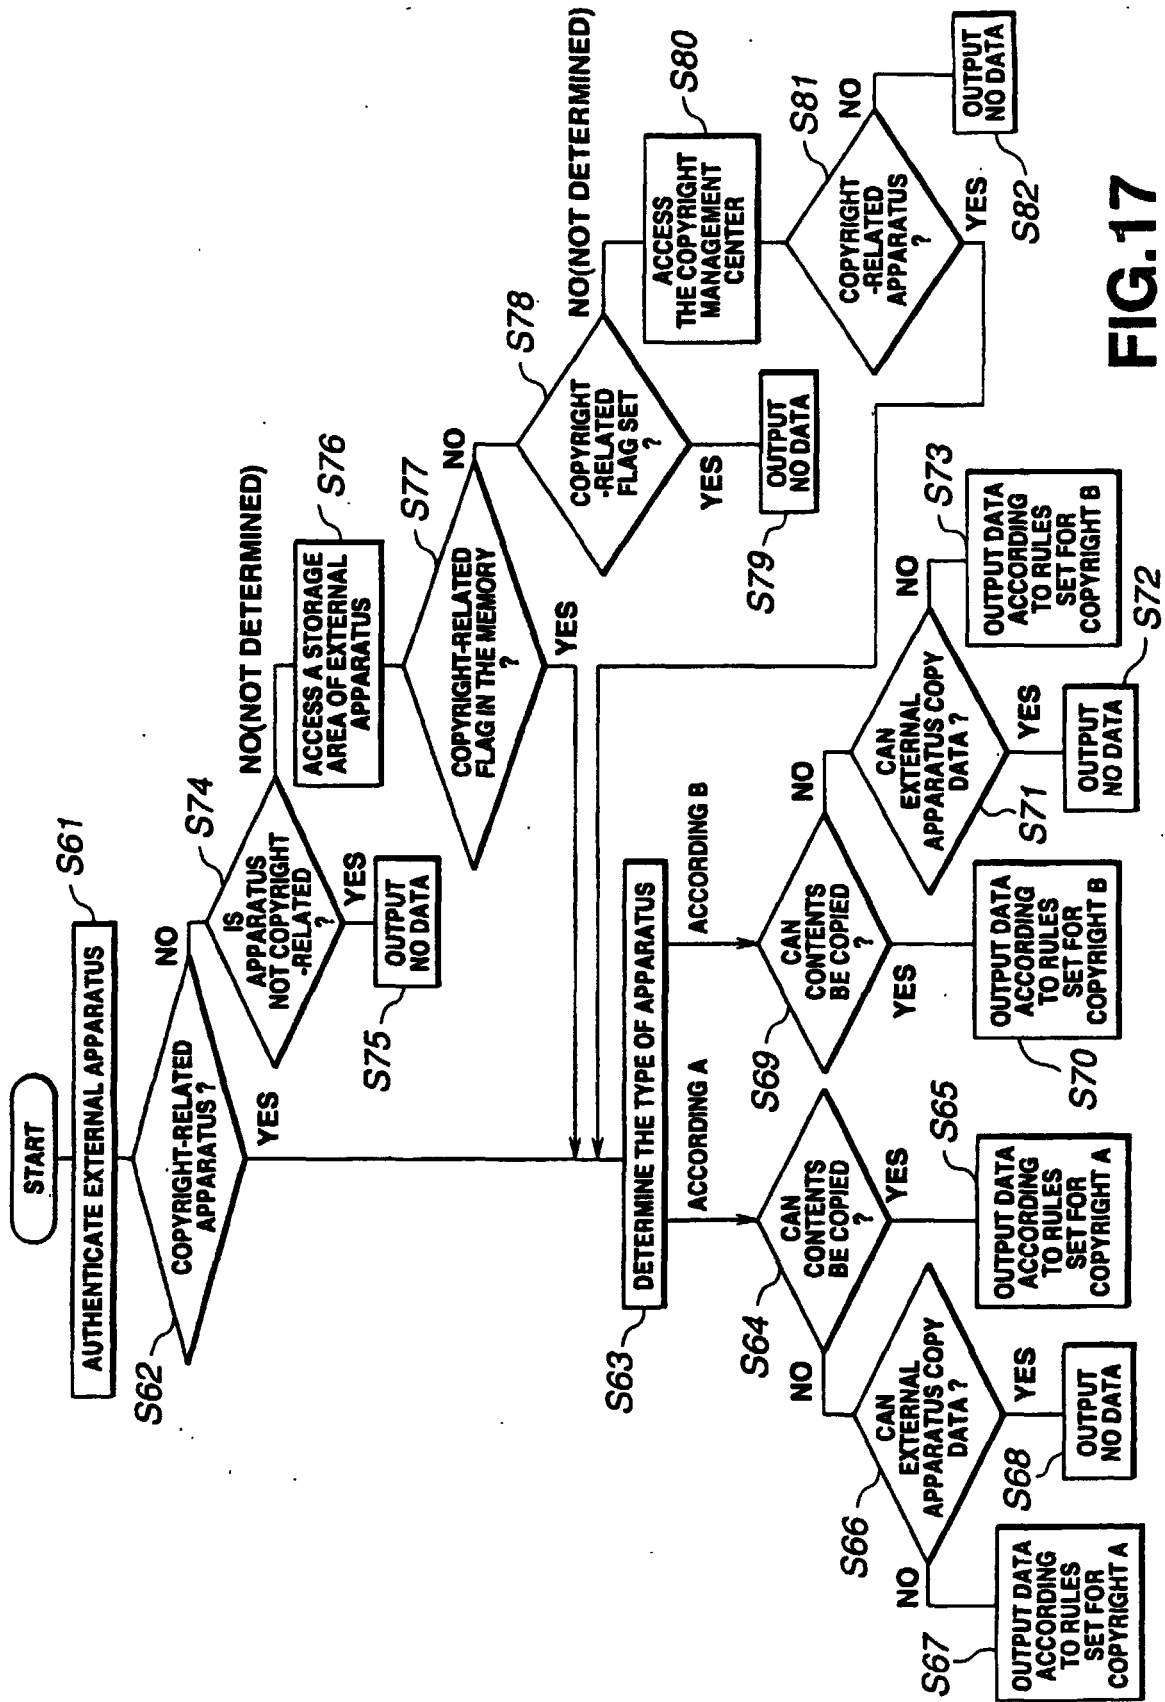 START
AUTHENTICATE EXTERNAL APPARATUS
S61
COPYRIGHT-RELATED
APPARATUS ?
S62
NO
YES
IS
APPARATUS
NOT COPYRIGHT
-RELATED
?
S74
YES
OUTPUT
NO DATA
S75
NO(NOT DETERMINED)
ACCESS A STORAGE
AREA OF EXTERNAL
APPARATUS
S76
COPYRIGHT-RELATED
FLAG IN THE MEMORY
?
S77
NO
YES
COPYRIGHT
-RELATED
FLAG SET
?
S78
YES
OUTPUT
NO DATA
S79
NO(NOT DETERMINED)
ACCESS
THE COPYRIGHT
MANAGEMENT
CENTER
S80
COPYRIGHT
-RELATED
APPARATUS
?
S81
NO
YES
OUTPUT
NO DATA
S82
DETERMINE THE TYPE OF APPARATUS
S63
ACCORDING A
ACCORDING B
CAN
CONTENTS
BE COPIED
?
S64
NO
YES
OUTPUT DATA
ACCORDING
TO RULES
SET FOR
COPYRIGHT A
S65
CAN
EXTERNAL
APPARATUS COPY
DATA ?
S66
NO
YES
OUTPUT DATA
ACCORDING
TO RULES
SET FOR
COPYRIGHT A
S67
OUTPUT
NO DATA
S68
CAN
CONTENTS
BE COPIED
?
S69
NO
YES
OUTPUT DATA
ACCORDING
TO RULES
SET FOR
COPYRIGHT B
S70
CAN
EXTERNAL
APPARATUS COPY
DATA ?
S71
NO
YES
OUTPUT
NO DATA
S72
OUTPUT DATA
ACCORDING
TO RULES
SET FOR
COPYRIGHT B
S73
FIG.17